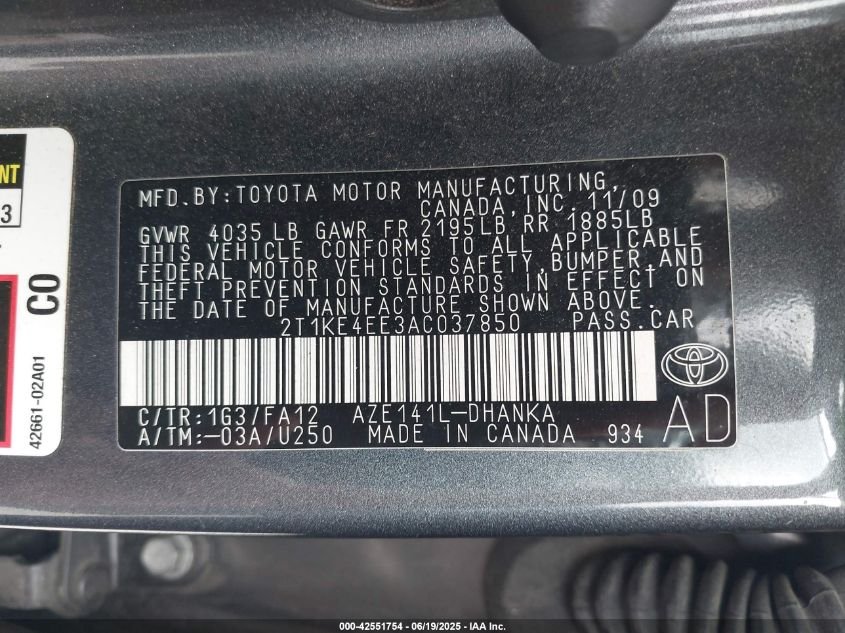 NT
3
CO
42661-02A01
MFD.BY:TOYOTA MOTOR MANUFACTURING,
CANADA,INC. 11/09
GVWR 4035 LB GAWR FR 2195LB RR 1885LB
THIS VEHICLE CONFORMS TO ALL APPLICABLE
FEDERAL MOTOR VEHICLE SAFETY,BUMPER,AND
THEFT PREVENTION STANDARDS IN EFFECT ON
THE DATE OF MANUFACTURE SHOWN ABOVE.
2T1KE4EE3AC037850 PASS.CAR
C/TR:1G3/FA12 AZE141L-DHANKA
A/TM:-03A/U250 MADE IN CANADA 934
AD
000-42551754 - 06/19/2025 - IAA Inc.